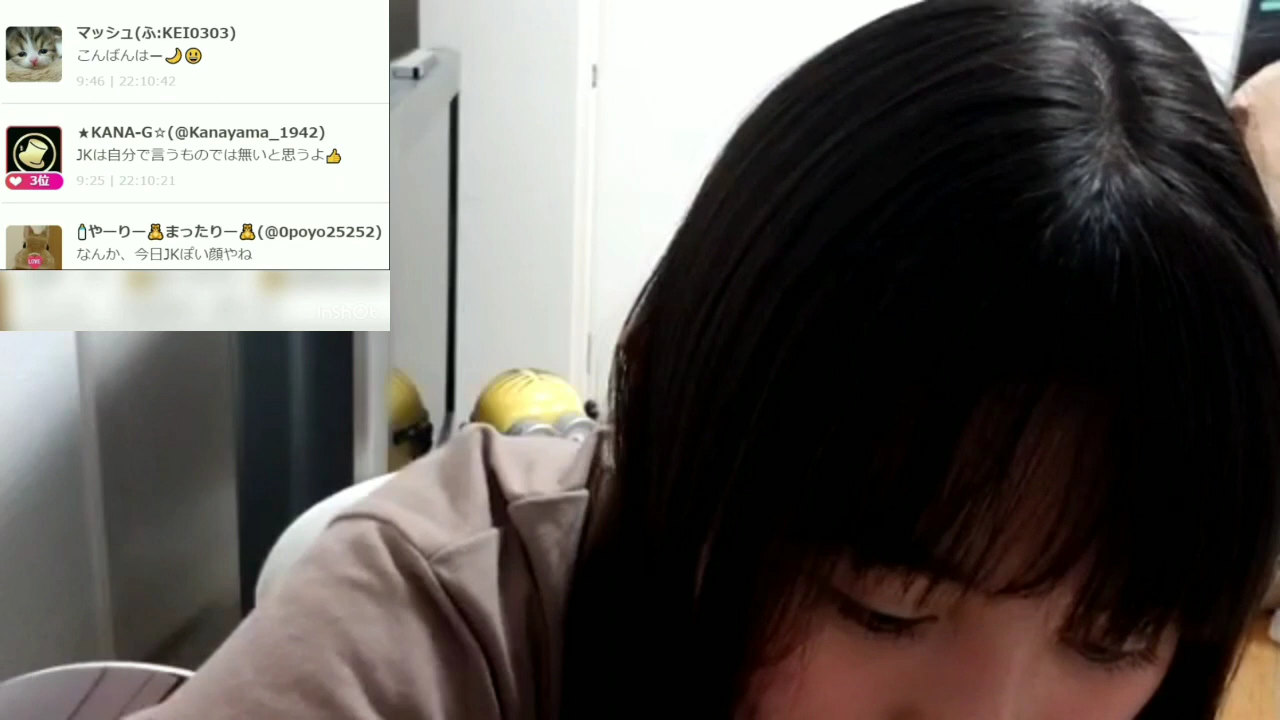 マッシュ(ふ:KEI0303)
こんばんはー🌙😀
9:46 | 22:10:42
★KANA-G☆(@Kanayama_1942)
JKは自分で言うものでは無いと思うよ👍
3位
9:25 | 22:10:21
🍼やーりー🧸まったりー🧸(@0poyo25252)
なんか、今日JKぽい顔やね
LOVE